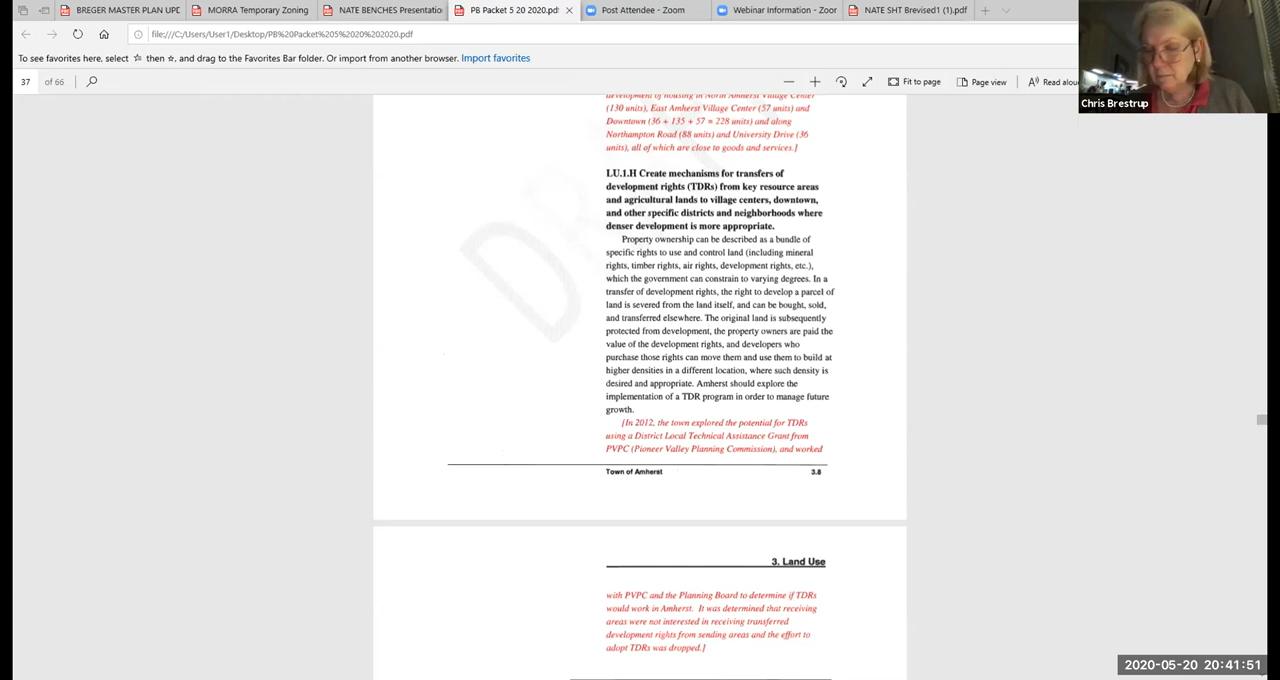 BREGER MASTER PLAN UPD
MORRA Temporary Zoning
NATE BENCHES Presentatio
PB Packet 5 20 2020.pdf
Post Attendee - Zoom
Webinar Information - Zoor
NATE SHT Brevised1 (1).pdf
file:///C:/Users/User1/Desktop/PB%20Packet%205%2020%202020.pdf
To see favorites here, select ☆ then ☆, and drag to the Favorites Bar folder. Or import from another browser. Import favorites
37 of 66
Fit to page
Page view
Read alou
Chris Brestrup
development of housing in North Amherst Village Center
(130 units), East Amherst Village Center (57 units) and
Downtown (36 + 135 + 57 = 228 units) and along
Northampton Road (88 units) and University Drive (36
units), all of which are close to goods and services.]
LU.1.H Create mechanisms for transfers of
development rights (TDRs) from key resource areas
and agricultural lands to village centers, downtown,
and other specific districts and neighborhoods where
denser development is more appropriate.
Property ownership can be described as a bundle of
specific rights to use and control land (including mineral
rights, timber rights, air rights, development rights, etc.),
which the government can constrain to varying degrees. In a
transfer of development rights, the right to develop a parcel of
land is severed from the land itself, and can be bought, sold,
and transferred elsewhere. The original land is subsequently
protected from development, the property owners are paid the
value of the development rights, and developers who
purchase those rights can move them and use them to build at
higher densities in a different location, where such density is
desired and appropriate. Amherst should explore the
implementation of a TDR program in order to manage future
growth.
[In 2012, the town explored the potential for TDRs
using a District Local Technical Assistance Grant from
PVPC (Pioneer Valley Planning Commission), and worked
Town of Amherst 3.8
3. Land Use
with PVPC and the Planning Board to determine if TDRs
would work in Amherst. It was determined that receiving
areas were not interested in receiving transferred
development rights from sending areas and the effort to
adopt TDRs was dropped.]
2020-05-20 20:41:51